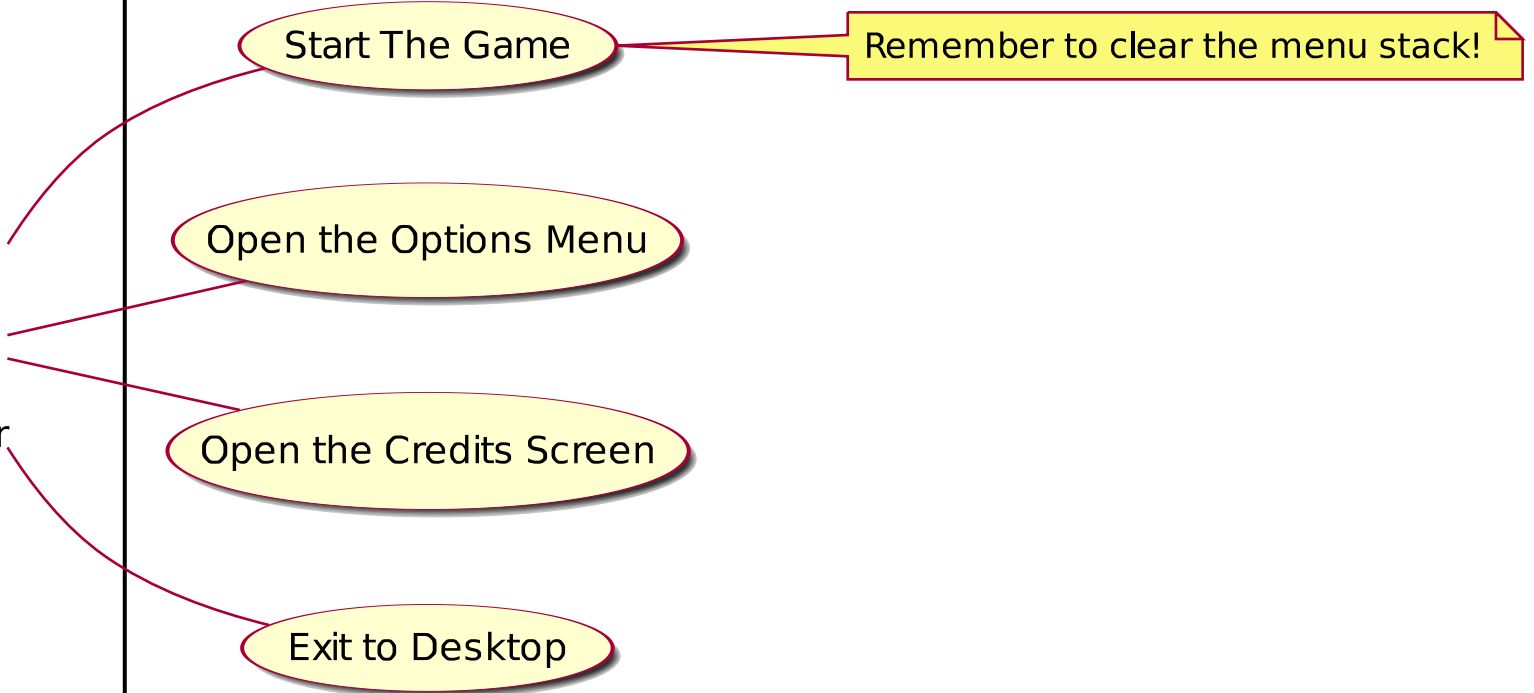 Start The Game
Remember to clear the menu stack!
Open the Options Menu
r
Open the Credits Screen
Exit to Desktop